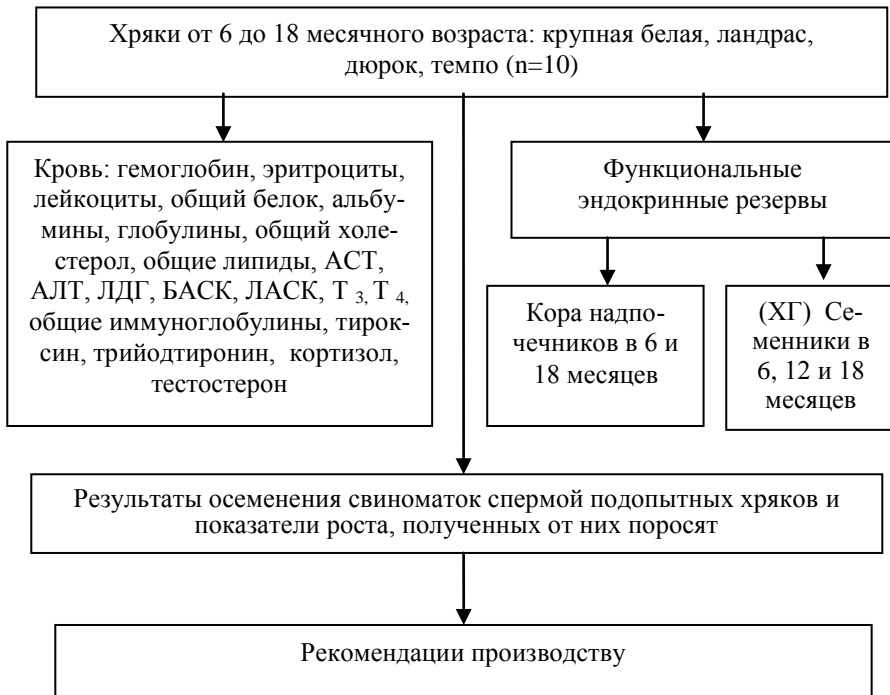 Хряки от 6 до 18 месячного возраста: крупная белая, ландрас,
дюрок, темпо (n=10)
Кровь: гемоглобин, эритроциты,
лейкоциты, общий белок, альбу-
мины, глобулины, общий холе-
стерол, общие липиды, АСТ,
АЛТ, ЛДГ, БАСК, ЛАСК, Т 3, Т 4,
общие иммуноглобулины, тирок-
син, трийодтиронин, кортизол,
тестостерон
Функциональные
эндокринные резервы
Кора надпо-
чечников в 6 и
18 месяцев
(ХГ) Се-
менники в
6, 12 и 18
месяцев
Результаты осеменения свиноматок спермой подопытных хряков и
показатели роста, полученных от них поросят
Рекомендации производству